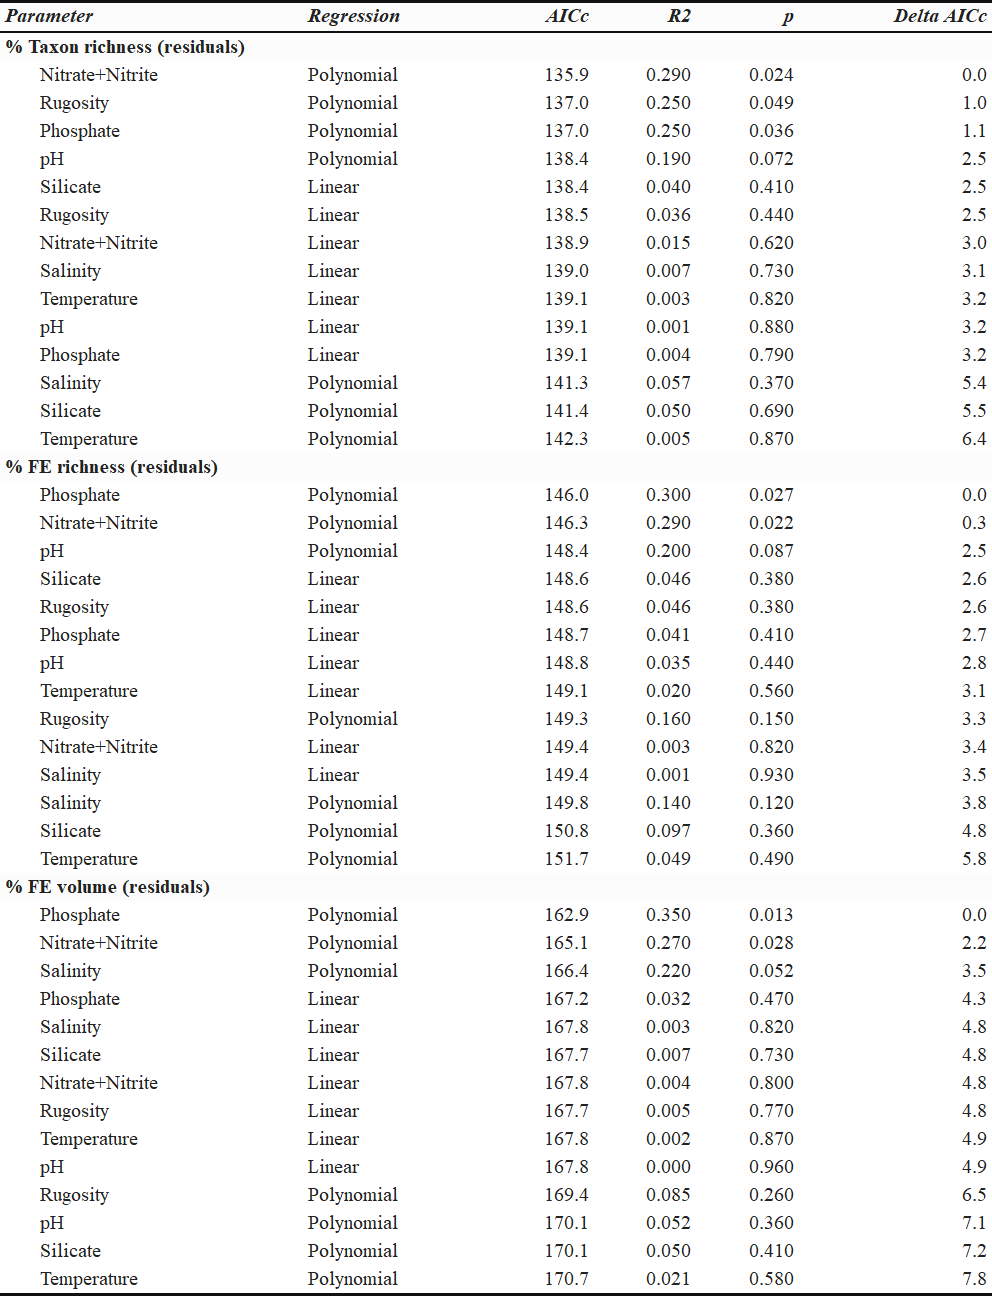 Parameter Regression AICc R2 p Delta AICc
% Taxon richness (residuals)
Nitrate+Nitrite Polynomial 135.9 0.290 0.024 0.0
Rugosity Polynomial 137.0 0.250 0.049 1.0
Phosphate Polynomial 137.0 0.250 0.036 1.1
pH Polynomial 138.4 0.190 0.072 2.5
Silicate Linear 138.4 0.040 0.410 2.5
Rugosity Linear 138.5 0.036 0.440 2.5
Nitrate+Nitrite Linear 138.9 0.015 0.620 3.0
Salinity Linear 139.0 0.007 0.730 3.1
Temperature Linear 139.1 0.003 0.820 3.2
pH Linear 139.1 0.001 0.880 3.2
Phosphate Linear 139.1 0.004 0.790 3.2
Salinity Polynomial 141.3 0.057 0.370 5.4
Silicate Polynomial 141.4 0.050 0.690 5.5
Temperature Polynomial 142.3 0.005 0.870 6.4
% FE richness (residuals)
Phosphate Polynomial 146.0 0.300 0.027 0.0
Nitrate+Nitrite Polynomial 146.3 0.290 0.022 0.3
pH Polynomial 148.4 0.200 0.087 2.5
Silicate Linear 148.6 0.046 0.380 2.6
Rugosity Linear 148.6 0.046 0.380 2.6
Phosphate Linear 148.7 0.041 0.410 2.7
pH Linear 148.8 0.035 0.440 2.8
Temperature Linear 149.1 0.020 0.560 3.1
Rugosity Polynomial 149.3 0.160 0.150 3.3
Nitrate+Nitrite Linear 149.4 0.003 0.820 3.4
Salinity Linear 149.4 0.001 0.930 3.5
Salinity Polynomial 149.8 0.140 0.120 3.8
Silicate Polynomial 150.8 0.097 0.360 4.8
Temperature Polynomial 151.7 0.049 0.490 5.8
% FE volume (residuals)
Phosphate Polynomial 162.9 0.350 0.013 0.0
Nitrate+Nitrite Polynomial 165.1 0.270 0.028 2.2
Salinity Polynomial 166.4 0.220 0.052 3.5
Phosphate Linear 167.2 0.032 0.470 4.3
Salinity Linear 167.8 0.003 0.820 4.8
Silicate Linear 167.7 0.007 0.730 4.8
Nitrate+Nitrite Linear 167.8 0.004 0.800 4.8
Rugosity Linear 167.7 0.005 0.770 4.8
Temperature Linear 167.8 0.002 0.870 4.9
pH Linear 167.8 0.000 0.960 4.9
Rugosity Polynomial 169.4 0.085 0.260 6.5
pH Polynomial 170.1 0.052 0.360 7.1
Silicate Polynomial 170.1 0.050 0.410 7.2
Temperature Polynomial 170.7 0.021 0.580 7.8